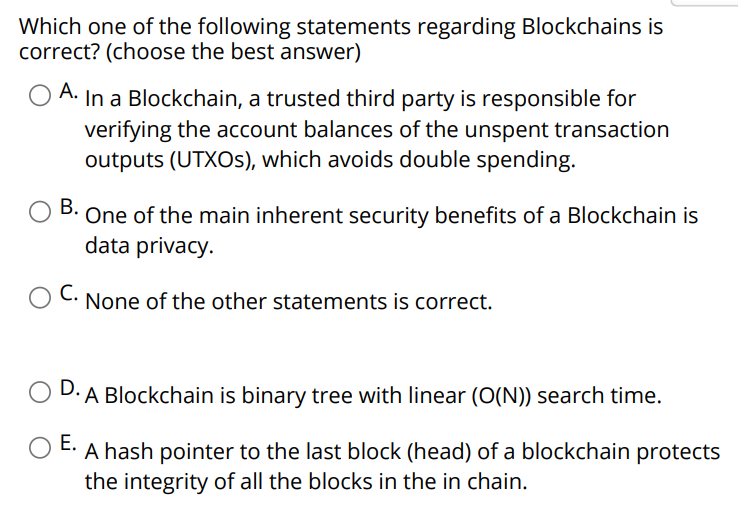 Which one of the following statements regarding Blockchains is
correct? (choose the best answer)
A. In a Blockchain, a trusted third party is responsible for
verifying the account balances of the unspent transaction
outputs (UTXOs), which avoids double spending.
B. One of the main inherent security benefits of a Blockchain is
data privacy.
C. None of the other statements is correct.
D. A Blockchain is binary tree with linear (O(N)) search time.
E. A hash pointer to the last block (head) of a blockchain protects
the integrity of all the blocks in the in chain.